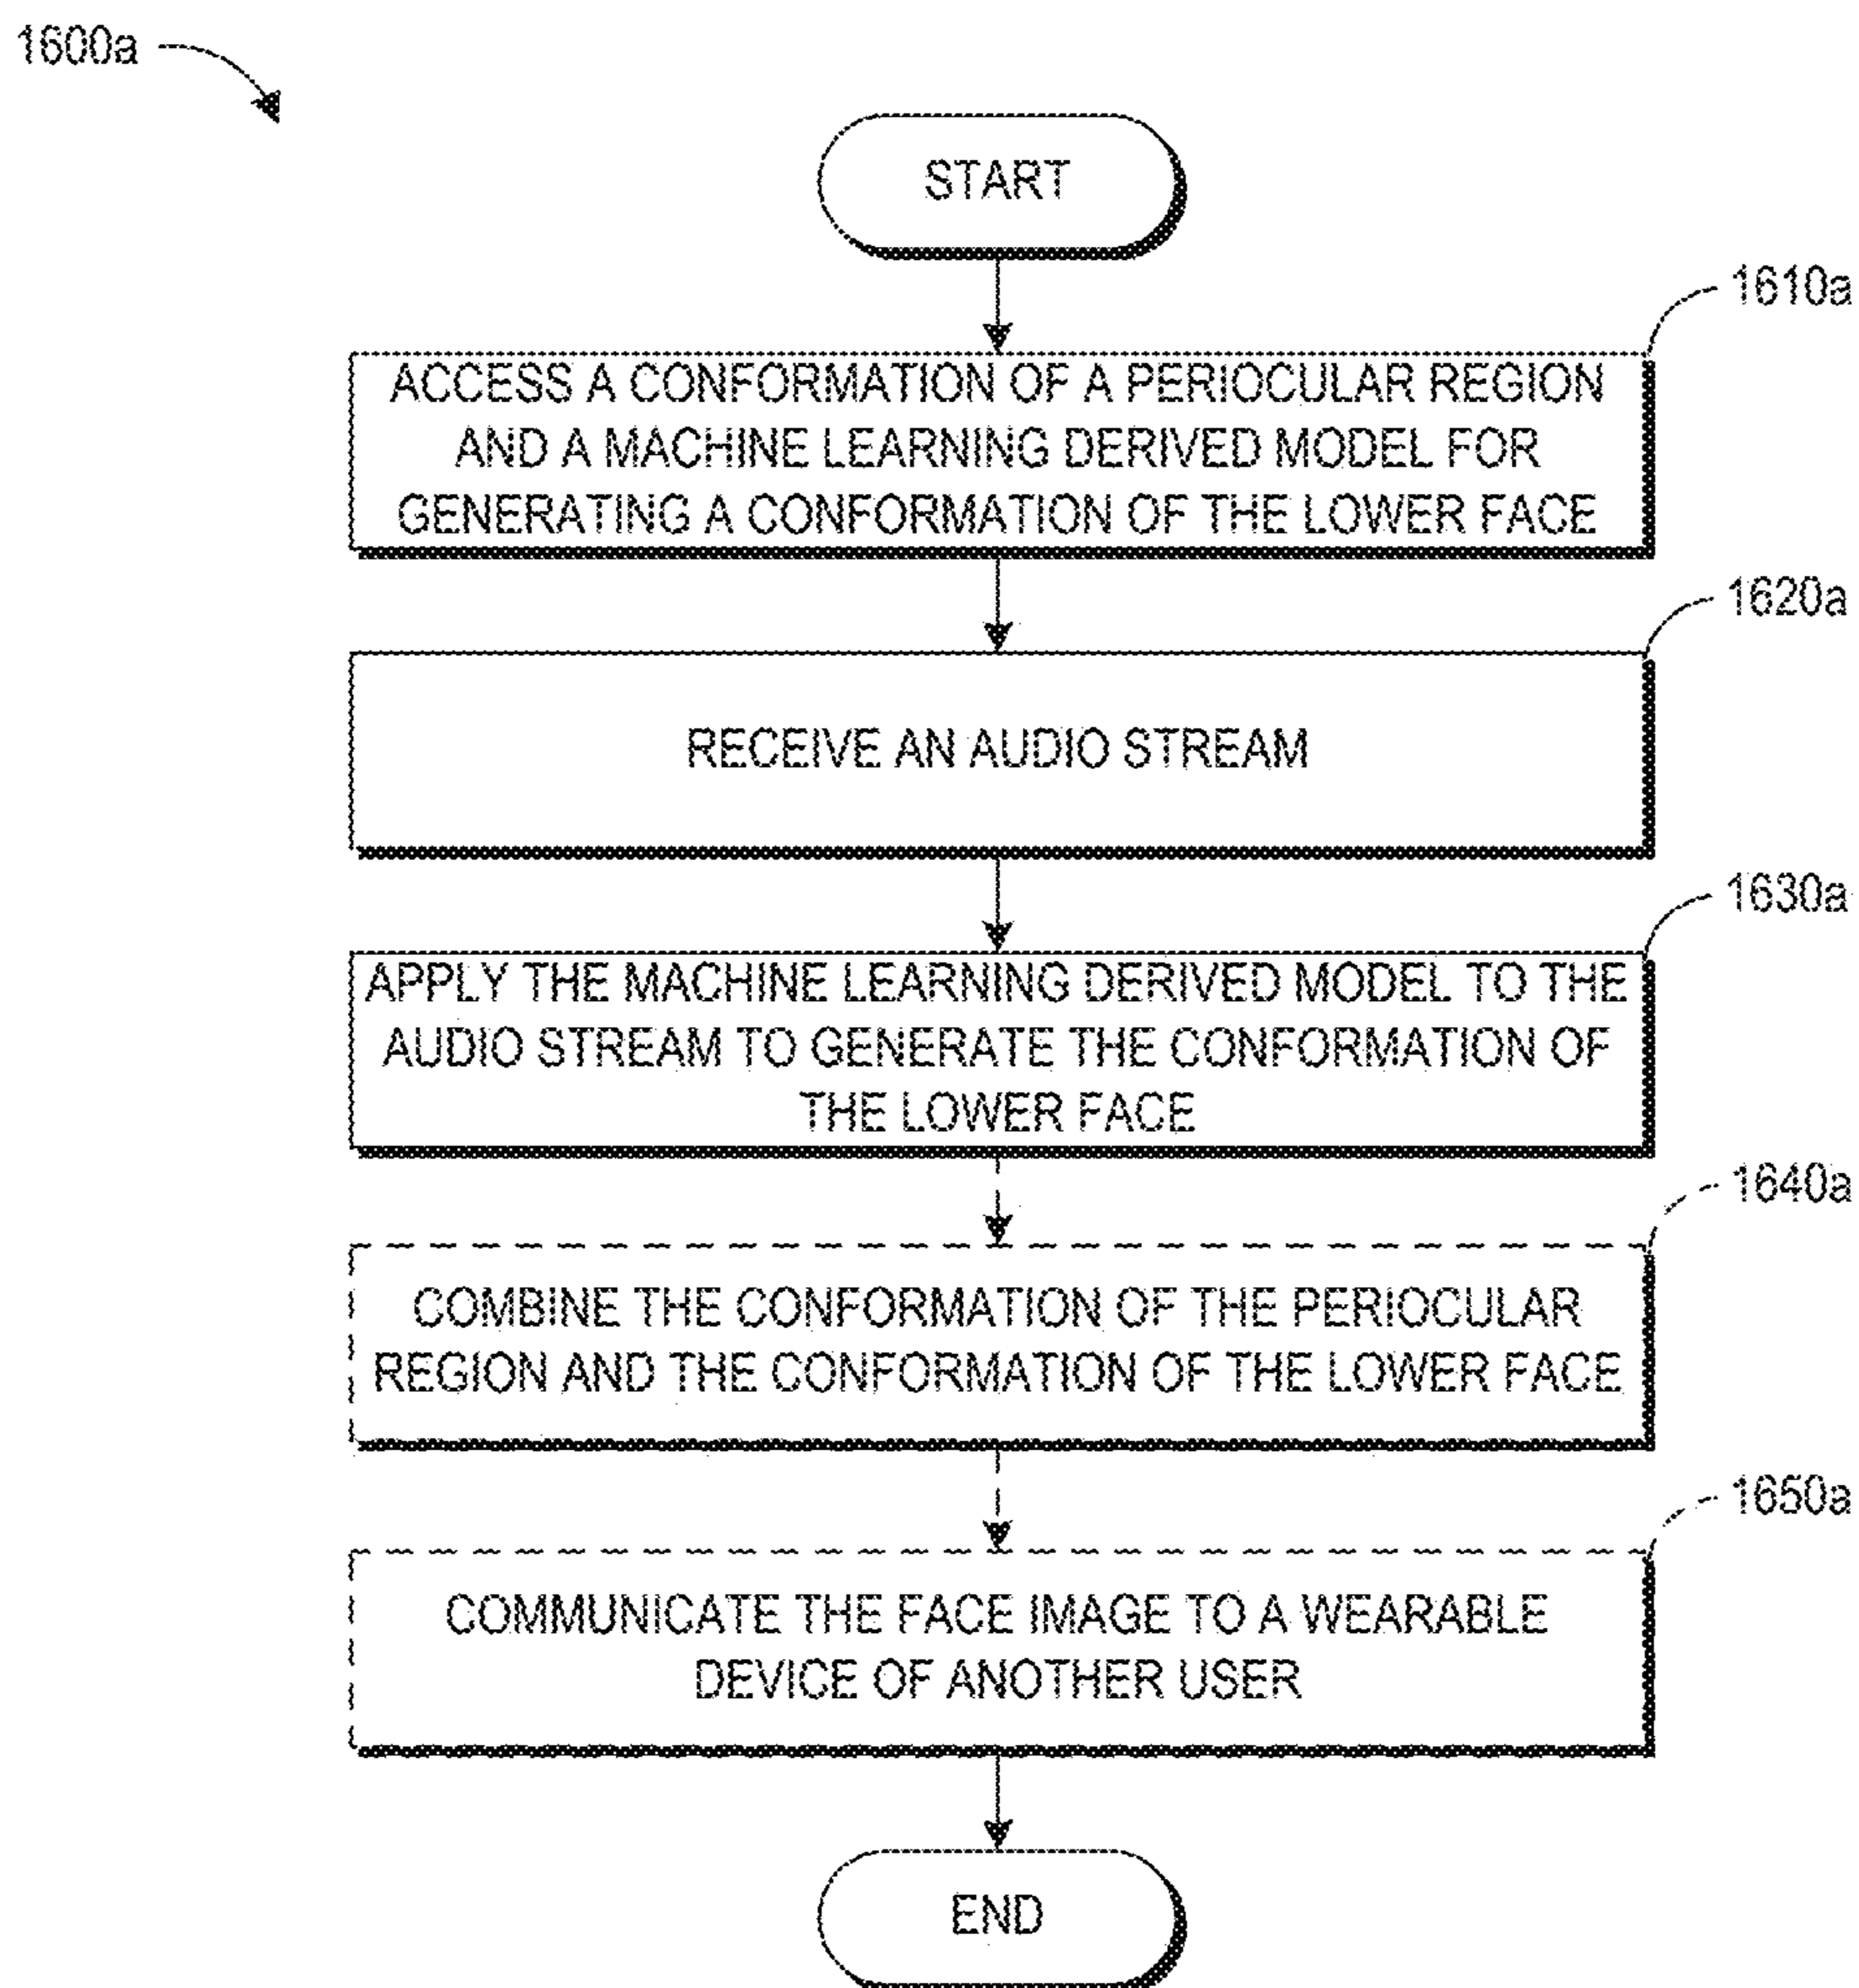 1600a
START
1610a
ACCESS A CONFORMATION OF A PERIOCULAR REGION
AND A MACHINE LEARNING DERIVED MODEL FOR
GENERATING A CONFORMATION OF THE LOWER FACE
1620a
RECEIVE AN AUDIO STREAM
1630a
APPLY THE MACHINE LEARNING DERIVED MODEL TO THE
AUDIO STREAM TO GENERATE THE CONFORMATION OF
THE LOWER FACE
1640a
COMBINE THE CONFORMATION OF THE PERIOCULAR
REGION AND THE CONFORMATION OF THE LOWER FACE
1650a
COMMUNICATE THE FACE IMAGE TO A WEARABLE
DEVICE OF ANOTHER USER
END